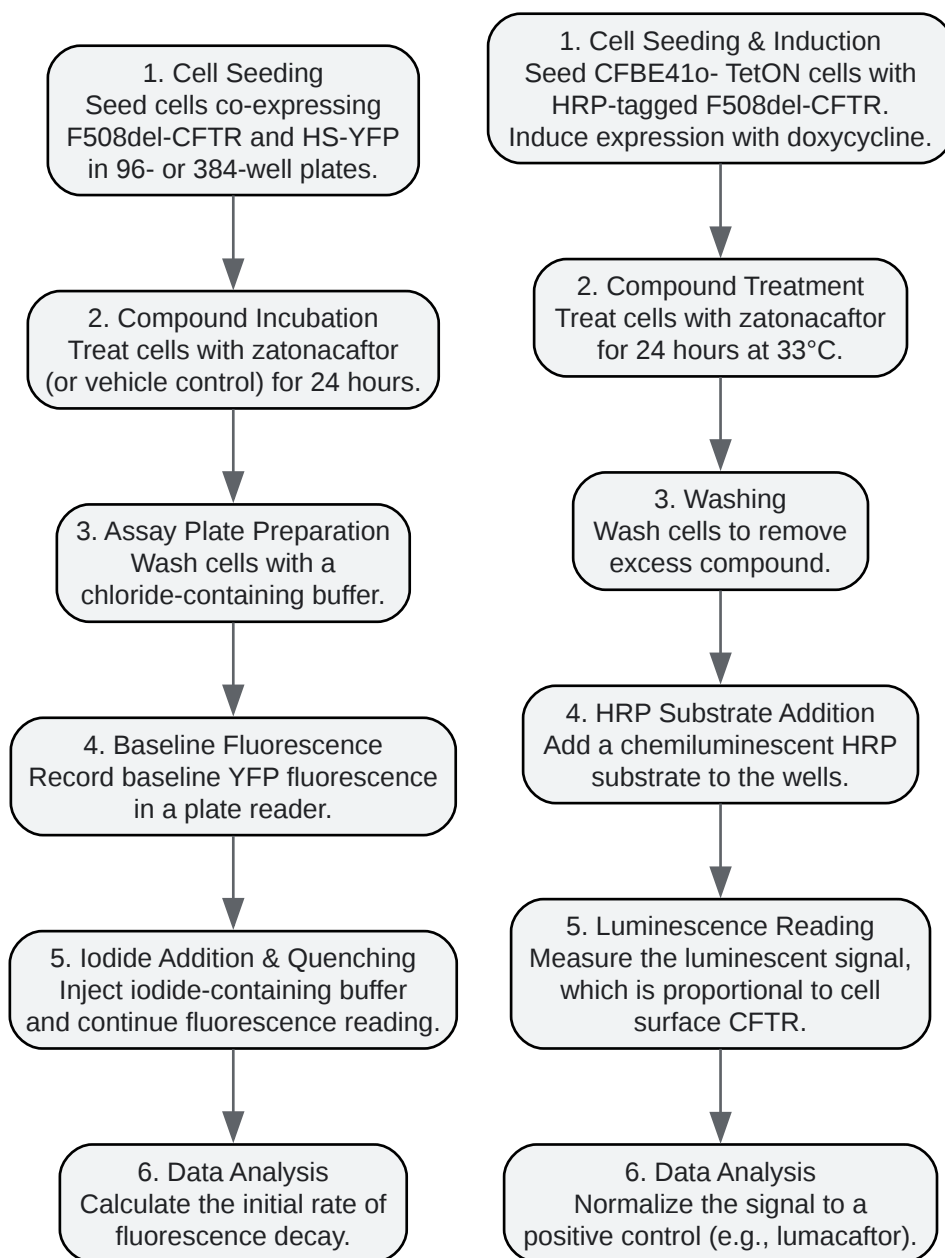 1. Cell Seeding
Seed cells co-expressing
F508del-CFTR and HS-YFP
in 96- or 384-well plates.
2. Compound Incubation
Treat cells with zatonacaftor
(or vehicle control) for 24 hours.
3. Assay Plate Preparation
Wash cells with a
chloride-containing buffer.
4. Baseline Fluorescence
Record baseline YFP fluorescence
in a plate reader.
5. Iodide Addition & Quenching
Inject iodide-containing buffer
and continue fluorescence reading.
6. Data Analysis
Calculate the initial rate of
fluorescence decay.
1. Cell Seeding & Induction
Seed CFBE41o- TetON cells with
HRP-tagged F508del-CFTR.
Induce expression with doxycycline.
2. Compound Treatment
Treat cells with zatonacaftor
for 24 hours at 33°C.
3. Washing
Wash cells to remove
excess compound.
4. HRP Substrate Addition
Add a chemiluminescent HRP
substrate to the wells.
5. Luminescence Reading
Measure the luminescent signal,
which is proportional to cell
surface CFTR.
6. Data Analysis
Normalize the signal to a
positive control (e.g., lumacaftor).